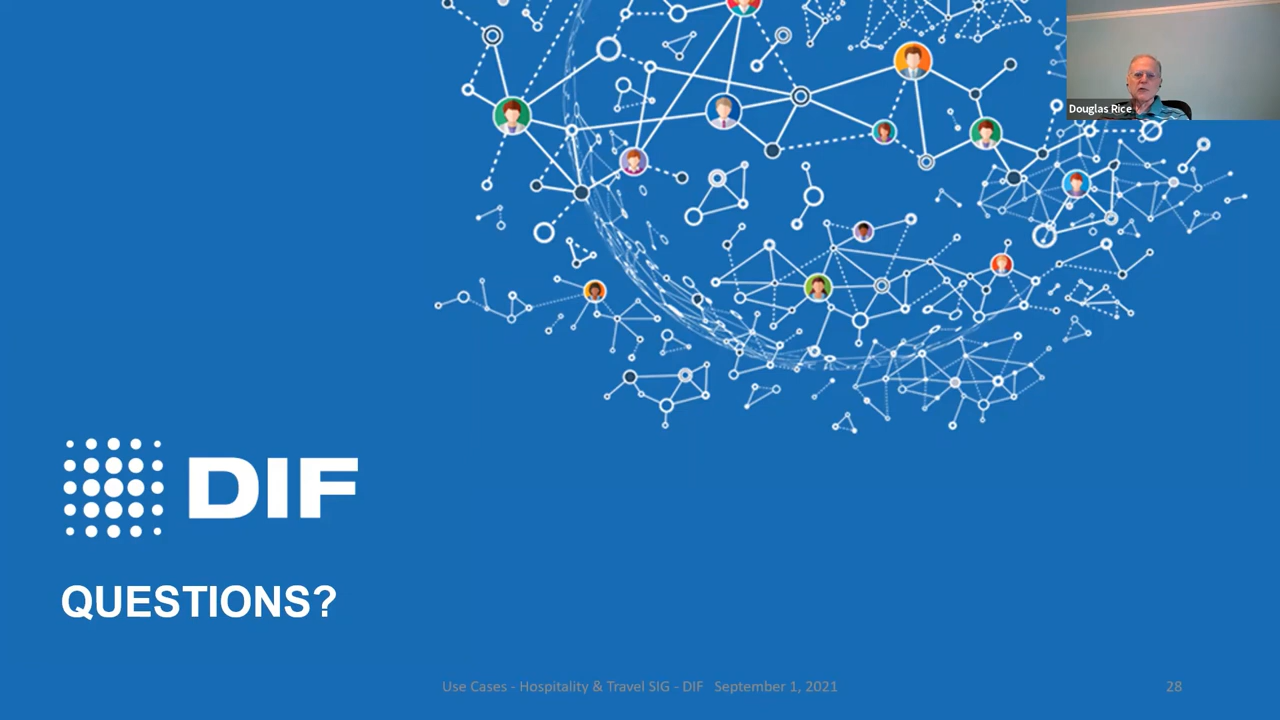 Douglas Rice
DIF
QUESTIONS?
Use Cases - Hospitality & Travel SIG - DIF September 1, 2021
28